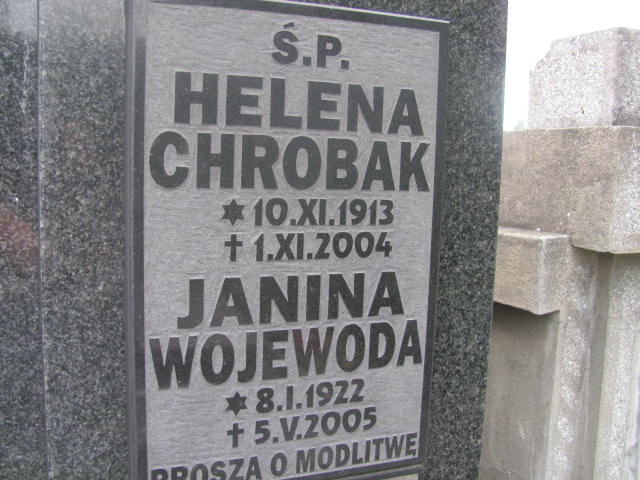 Ś.P.
HELENA
CHROBAK
✡ 10.XI.1913
✝ 1.XI.2004
JANINA
WOJEWODA
✡ 8.I.1922
✝ 5.V.2005
PROSZĄ O MODLITWĘ